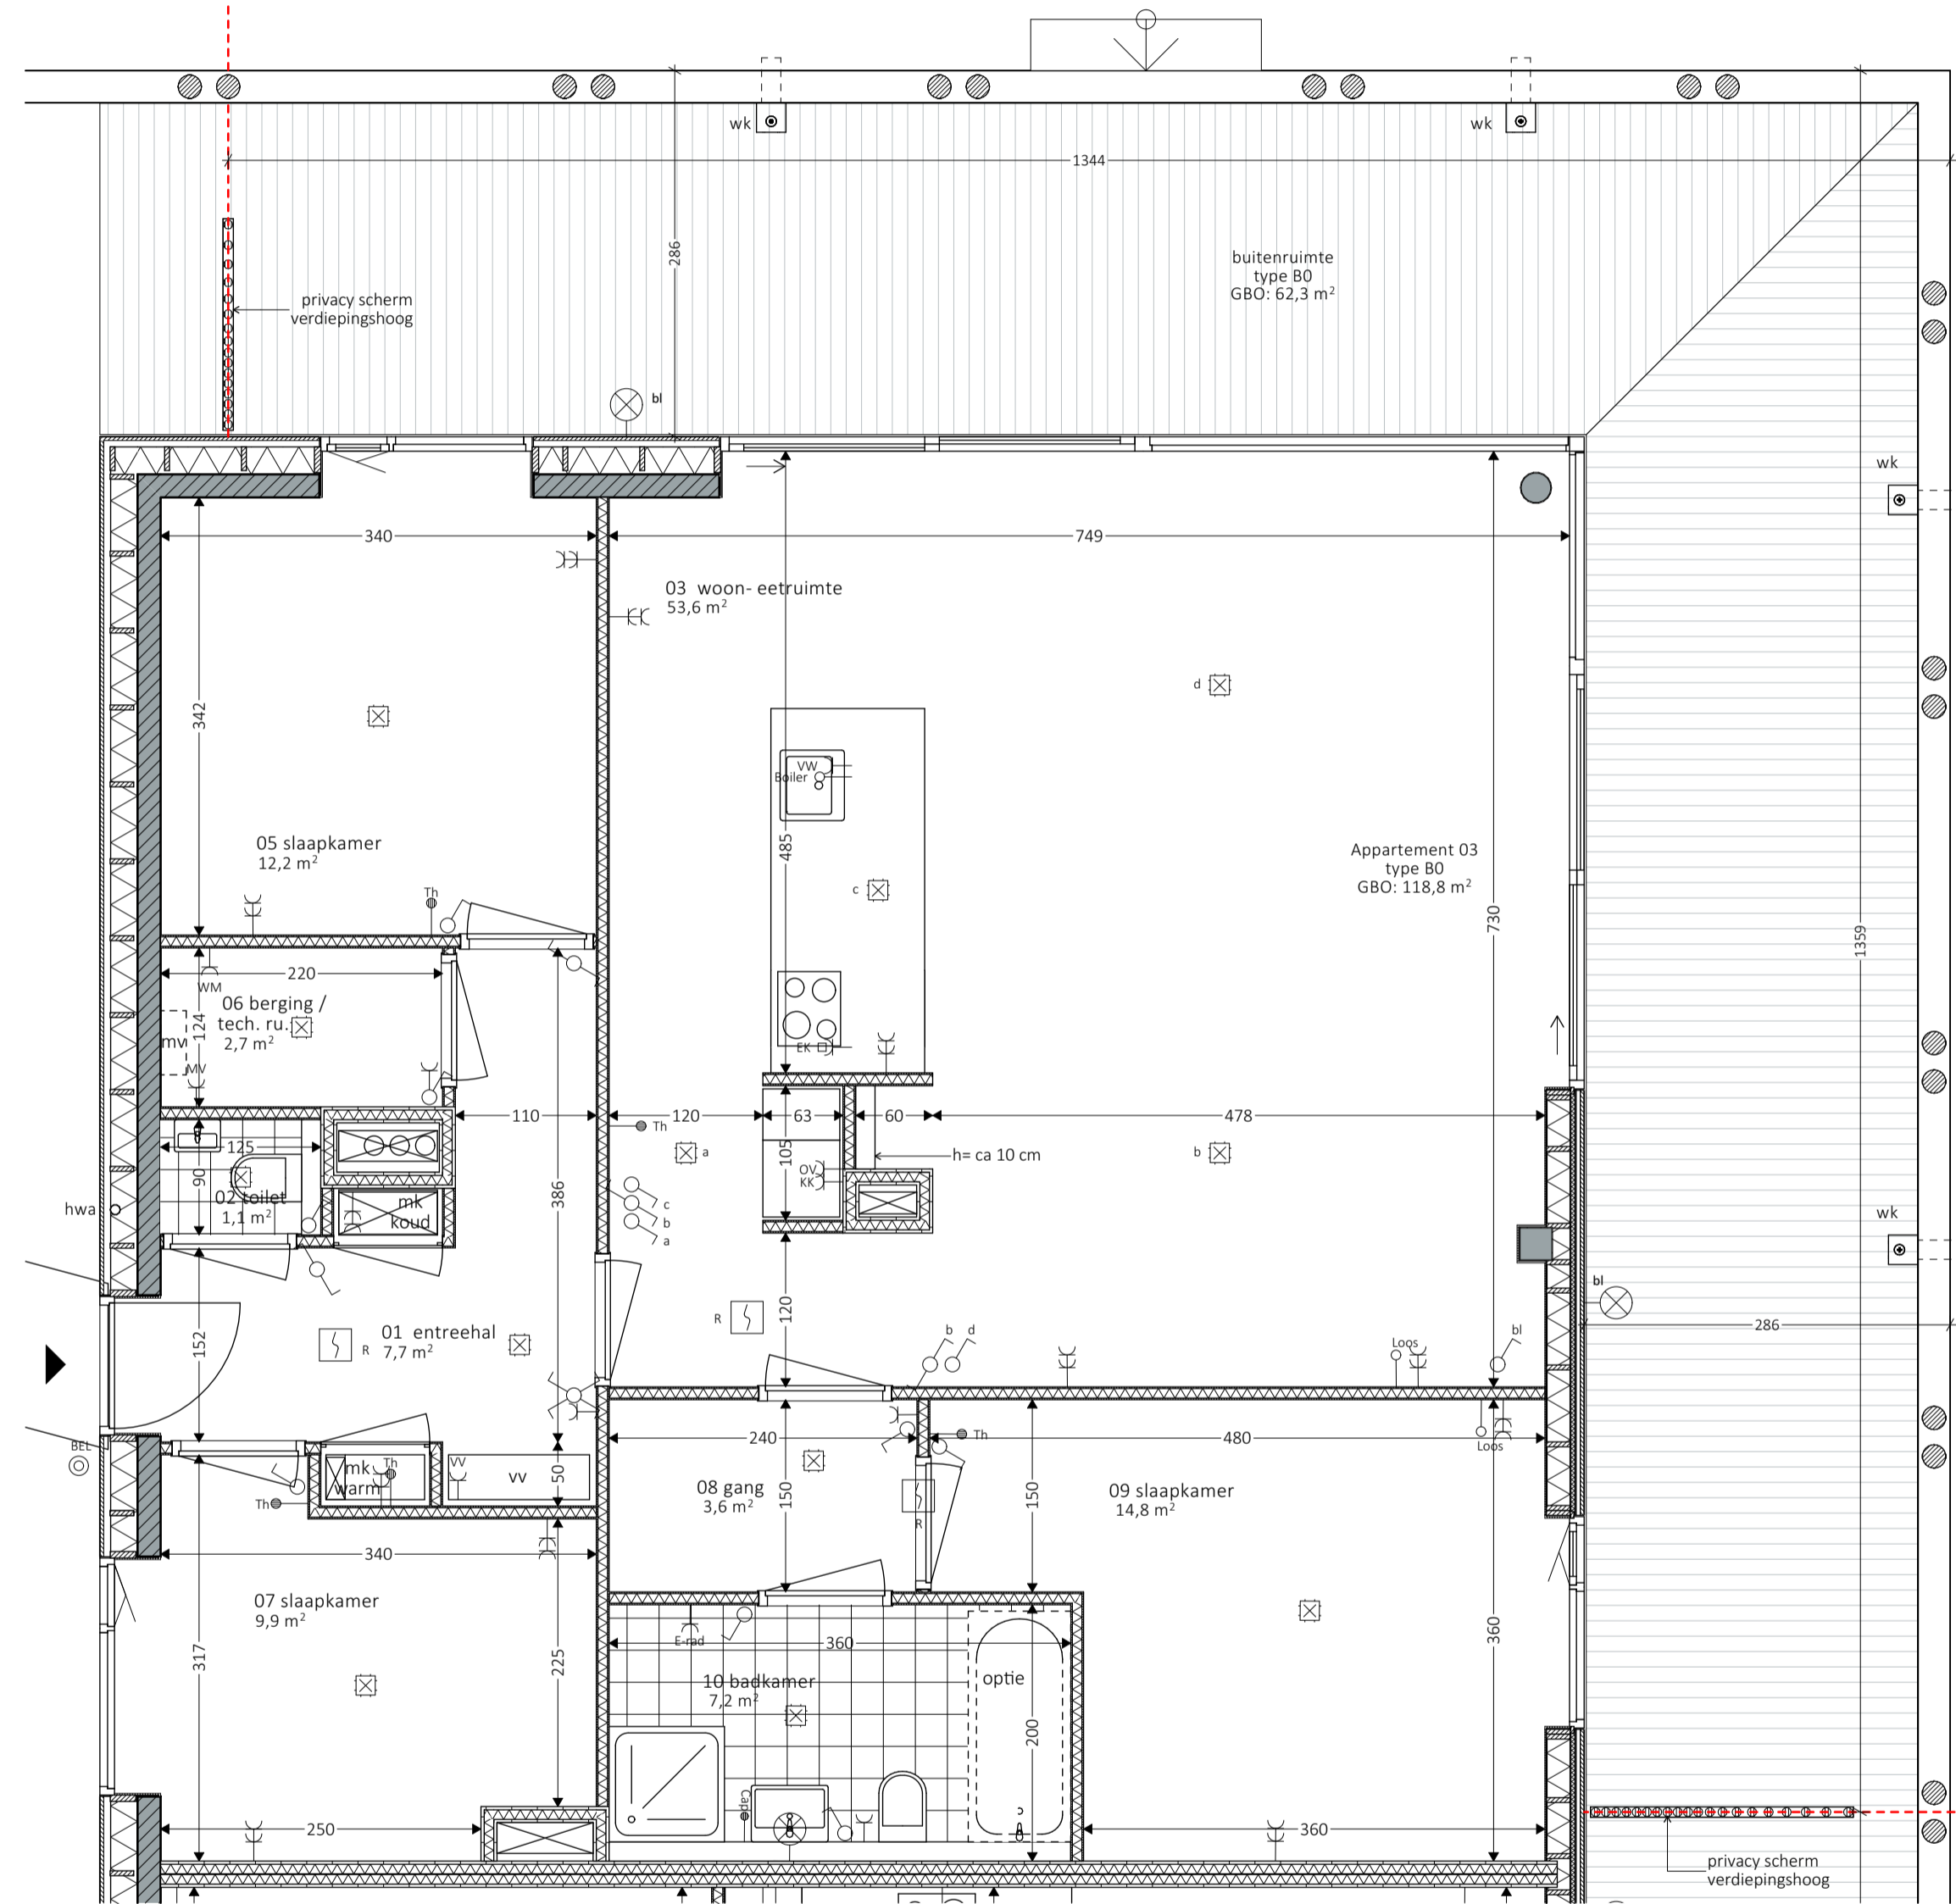 wk
wk
1344
286
buitenruimte
type B0
GBO: 62,3 m²
privacy scherm
verdiepingshoog
bl
wk
340
749
03 woon- eetruimte
53,6 m²
d
342
VW
Boiler
485
05 slaapkamer
12,2 m²
Appartement 03
type B0
GBO: 118,8 m²
c
Th
730
1359
220
WM
06 berging /
tech. ru.
2,7 m²
124
mv
MV
EK
110
120
63
60
478
Th
a
105
h= ca 10 cm
b
125
90
OV
KK
02 toilet
1,1 m²
mk
koud
hwa
386
c
b
a
wk
bl
152
01 entreehal
7,7 m²
R
R
120
b
d
Loos
bl
286
BEL
240
Th
480
Loos
mk
warm
Th
VV
vv
50
Th
08 gang
3,6 m²
150
R
150
09 slaapkamer
14,8 m²
340
07 slaapkamer
9,9 m²
317
225
E-rad
360
10 badkamer
7,2 m²
optie
200
360
Cap
250
360
privacy scherm
verdiepingshoog